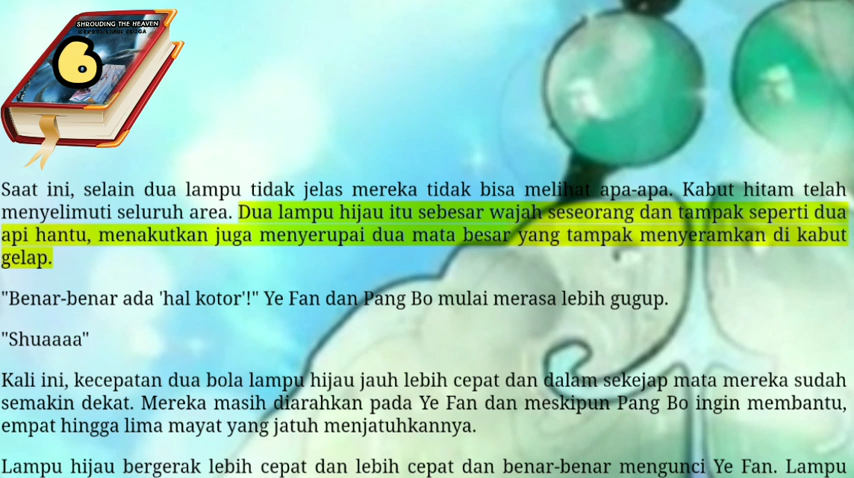 SHROUDING THE HEAVEN
6
Saat ini, selain dua lampu tidak jelas mereka tidak bisa melihat apa-apa. Kabut hitam telah
menyelimuti seluruh area. Dua lampu hijau itu sebesar wajah seseorang dan tampak seperti dua
api hantu, menakutkan juga menyerupai dua mata besar yang tampak menyeramkan di kabut
gelap.
"Benar-benar ada 'hal kotor'!" Ye Fan dan Pang Bo mulai merasa lebih gugup.
"Shuaaaa"
Kali ini, kecepatan dua bola lampu hijau jauh lebih cepat dan dalam sekejap mata mereka sudah
semakin dekat. Mereka masih diarahkan pada Ye Fan dan meskipun Pang Bo ingin membantu,
empat hingga lima mayat yang jatuh menjatuhkannya.
Lampu hijau bergerak lebih cepat dan lebih cepat dan benar-benar mengunci Ye Fan. Lampu